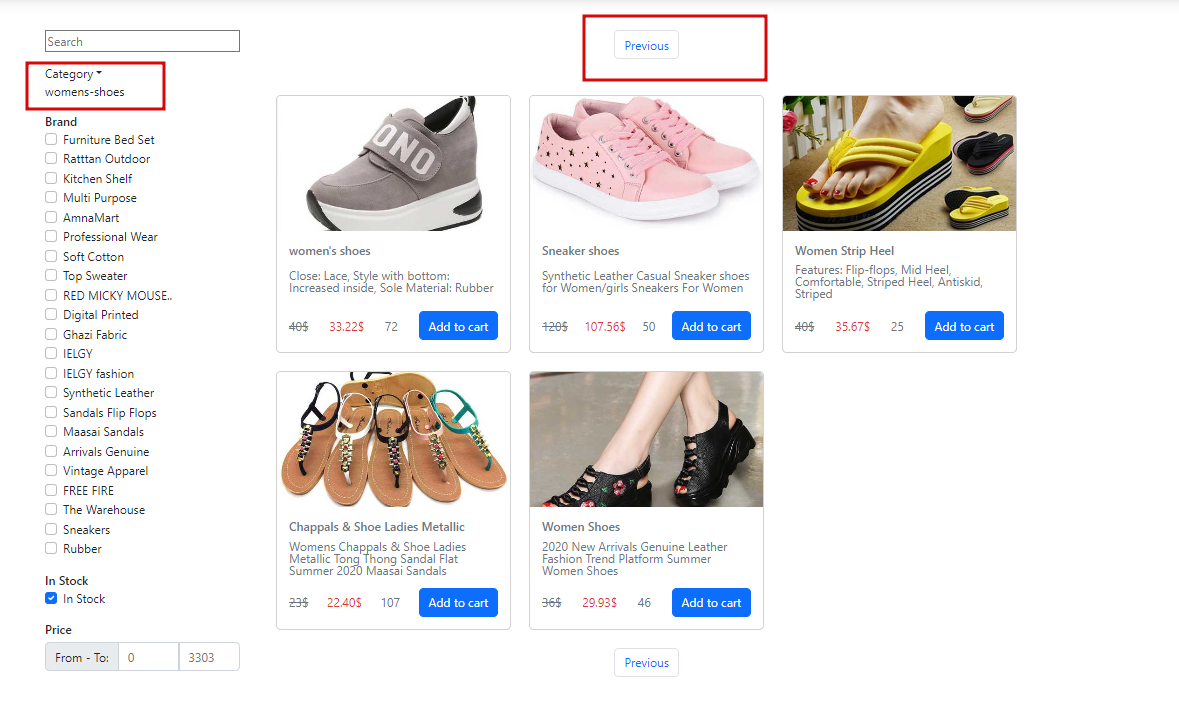 Search
Category
womens-shoes
Brand
Furniture Bed Set
Ratttan Outdoor
Kitchen Shelf
Multi Purpose
AmnaMart
Professional Wear
Soft Cotton
Top Sweater
RED MICKY MOUSE..
Digital Printed
Ghazi Fabric
IELGY
IELGY fashion
Synthetic Leather
Sandals Flip Flops
Maasai Sandals
Arrivals Genuine
Vintage Apparel
FREE FIRE
The Warehouse
Sneakers
Rubber
In Stock
In Stock
Price
From - To: 0 3303
Previous
ONO
women's shoes
Close: Lace, Style with bottom:
Increased inside, Sole Material: Rubber
40$ 33.22$ 72 Add to cart
Sneaker shoes
Synthetic Leather Casual Sneaker shoes
for Women/girls Sneakers For Women
120$ 107.56$ 50 Add to cart
Women Strip Heel
Features: Flip-flops, Mid Heel,
Comfortable, Striped Heel, Antiskid,
Striped
40$ 35.67$ 25 Add to cart
Chappals & Shoe Ladies Metallic
Womens Chappals & Shoe Ladies
Metallic Tong Thong Sandal Flat
Summer 2020 Maasai Sandals
23$ 22.40$ 107 Add to cart
Women Shoes
2020 New Arrivals Genuine Leather
Fashion Trend Platform Summer
Women Shoes
36$ 29.93$ 46 Add to cart
Previous